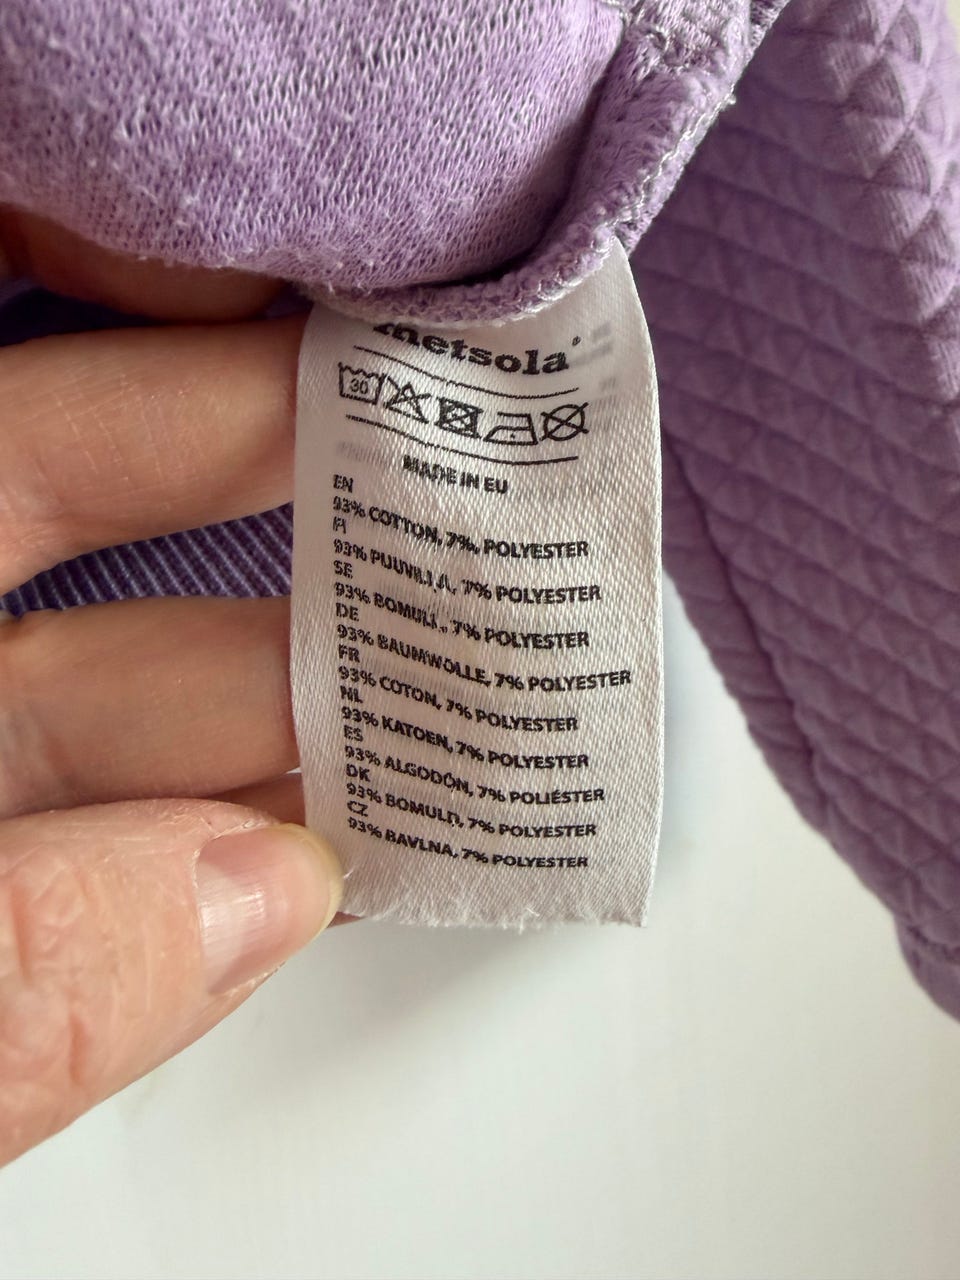 metsola®
30
MADE IN EU
EN
93% COTTON, 7%, POLYESTER
FI
93% PUUVILLA, 7% POLYESTER
SE
93% BOMULL, 7% POLYESTER
DE
93% BAUMWOLLE, 7% POLYESTER
FR
93% COTON, 7% POLYESTER
NL
93% KATOEN, 7% POLYESTER
ES
93% ALGODÓN, 7% POLIÉSTER
DK
93% BOMULD, 7% POLYESTER
CZ
93% BAVLNA, 7% POLYESTER